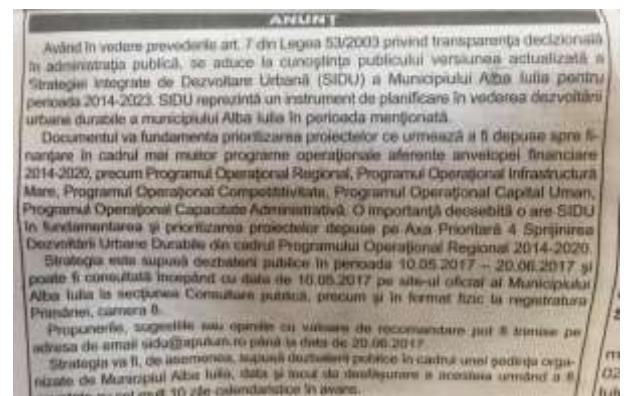 ANUNȚ
Având în vedere prevederile art. 7 din Legea 53/2003 privind transparența decizională
în administrația publică, se aduce la cunoștința publicului versiunea actualizată a
Strategiei Integrate de Dezvoltare Urbană (SIDU) a Municipiului Alba Iulia pentru
perioada 2014-2023. SIDU reprezintă un instrument de planificare în vederea dezvoltării
urbane durabile a municipiului Alba Iulia în perioada menționată.
Documentul va fundamenta prioritizarea proiectelor ce urmează a fi depuse spre fi-
nanțare în cadrul mai multor programe operaționale aferente anvelopei financiare
2014-2020, precum Programul Operațional Regional, Programul Operațional Infrastructură
Mare, Programul Operațional Competitivitate, Programul Operațional Capital Uman,
Programul Operațional Capacitate Administrativă. O importanță deosebită o are SIDU
în fundamentarea și prioritizarea proiectelor depuse pe Axa Prioritară 4 Sprijinirea
Dezvoltării Urbane Durabile din cadrul Programului Operațional Regional 2014-2020.
Strategia este supusă dezbaterii publice în perioada 10.05.2017 – 20.06.2017 și
poate fi consultată începând cu data de 10.05.2017 pe site-ul oficial al Municipiului
Alba Iulia la secțiunea Consultare publică, precum și în format fizic la registratura
Primăriei, camera 8.
Propunerile, sugestiile sau opiniile cu valoare de recomandare pot fi trimise pe
adresa de email sidu@apulum.ro până la data de 20.06.2017
Strategia va fi, de asemenea, supusă dezbaterii publice în cadrul unei ședințe orga-
nizate de Municipiul Alba Iulia, data și locul de desfășurare a acesteia urmând a fi
cel mult 10 zile calendaristice în avans.